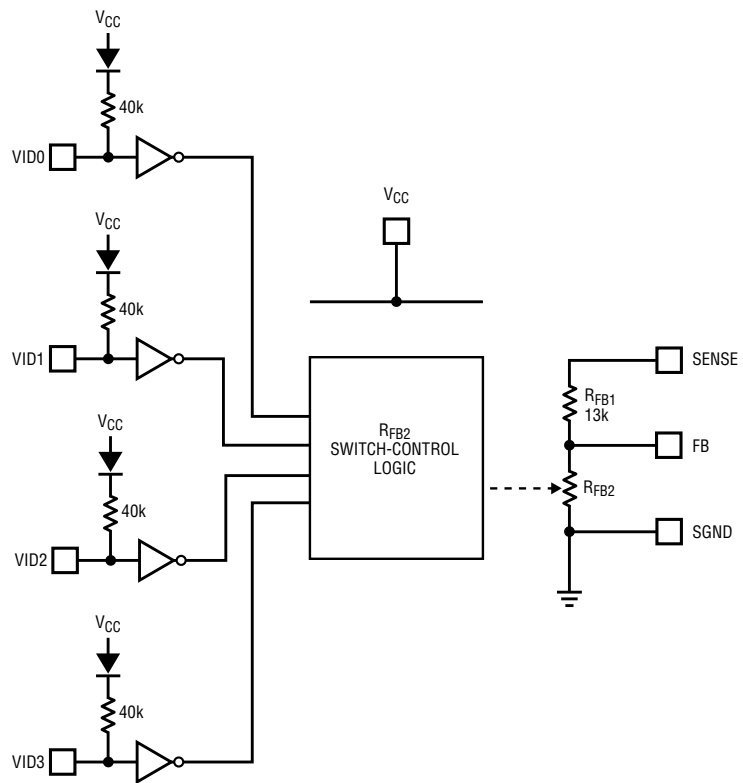 VCC
40k
VID0
VCC
VCC
40k
VID1
RFB2
SWITCH-CONTROL
LOGIC
SENSE
RFB1
13k
FB
RFB2
SGND
VCC
40k
VID2
VCC
40k
VID3